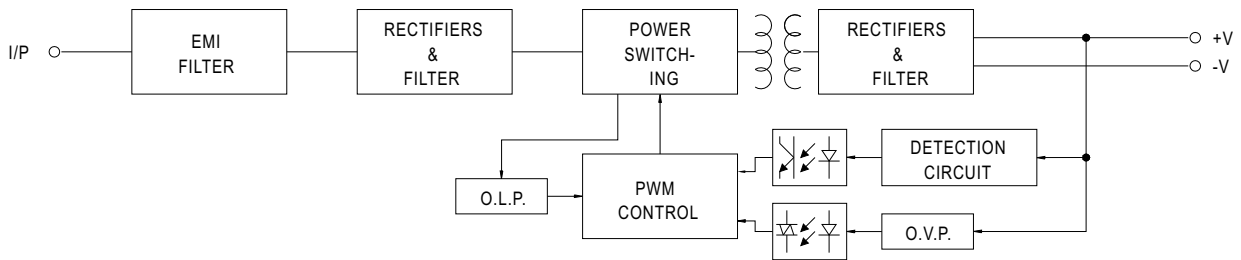 I/P
EMI
FILTER
RECTIFIERS
&
FILTER
POWER
SWITCH-
ING
RECTIFIERS
&
FILTER
+V
-V
O.L.P.
PWM
CONTROL
DETECTION
CIRCUIT
O.V.P.